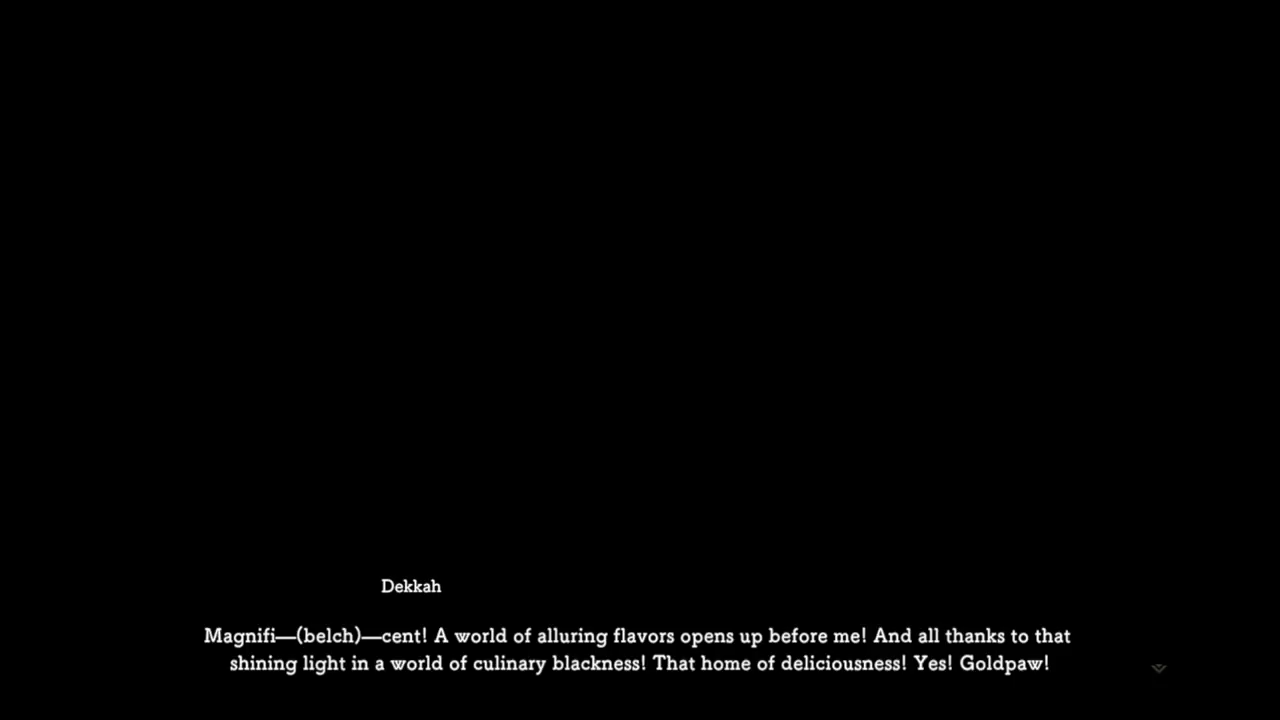 Dekkah
Magnifi—(belch)—cent! A world of alluring flavors opens up before me! And all thanks to that
shining light in a world of culinary blackness! That home of deliciousness! Yes! Goldpaw!